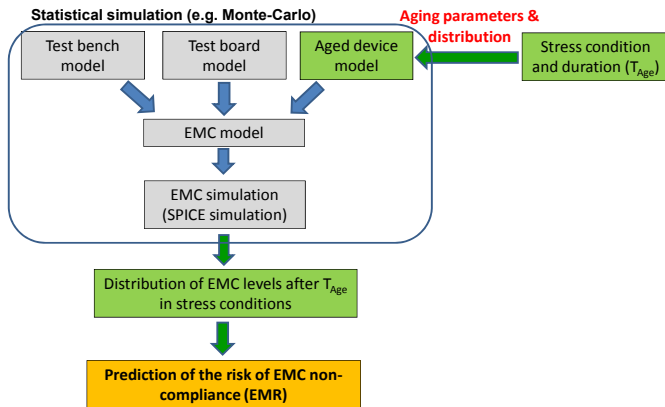 Statistical simulation (e.g. Monte-Carlo)
Aging parameters &
distribution
Test bench
model
Test board
model
Aged device
model
Stress condition
and duration (TAge)
EMC model
EMC simulation
(SPICE simulation)
Distribution of EMC levels after TAge
in stress conditions
Prediction of the risk of EMC non-
compliance (EMR)